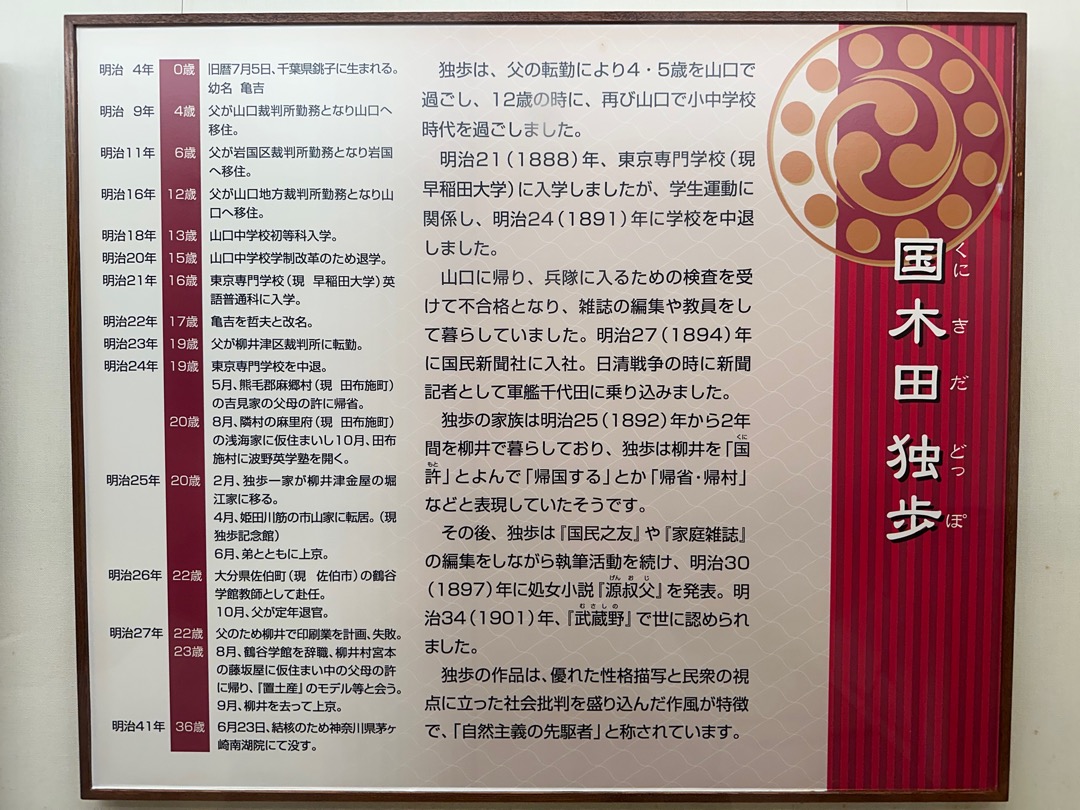 国木田 独歩
くにきだ どっぽ
独歩は、父の転勤により4・5歳を山口で
過ごし、12歳の時に、再び山口で小中学校
時代を過ごしました。
明治21（1888）年、東京専門学校（現
早稲田大学）に入学しましたが、学生運動に
関係し、明治24（1891）年に学校を中退
しました。
山口に帰り、兵隊に入るための検査を受
けて不合格となり、雑誌の編集や教員をし
て暮らしていました。明治27（1894）年
に国民新聞社に入社。日清戦争の時に新聞
記者として軍艦千代田に乗り込みました。
独歩の家族は明治25（1892）年から2年
間を柳井で暮らしており、独歩は柳井を「国
くに
許」とよんで「帰国する」とか「帰省・帰村」
もと
などと表現していたそうです。
その後、独歩は『国民之友』や『家庭雑誌』
の編集をしながら執筆活動を続け、明治30
（1897）年に処女小説『源叔父』を発表。明
げんおじ
治34（1901）年、『武蔵野』で世に認められ
むさしの
ました。
独歩の作品は、優れた性格描写と民衆の視
点に立った社会批判を盛り込んだ作風が特徴
で、「自然主義の先駆者」と称されています。
明治 4年 0歳 旧暦7月5日、千葉県銚子に生まれる。
幼名 亀吉
明治 9年 4歳 父が山口裁判所勤務となり山口へ
移住。
明治11年 6歳 父が岩国区裁判所勤務となり岩国
へ移住。
明治16年 12歳 父が山口地方裁判所勤務となり山
口へ移住。
明治18年 13歳 山口中学校初等科入学。
明治20年 15歳 山口中学校学制改革のため退学。
明治21年 16歳 東京専門学校（現 早稲田大学）英
語普通科に入学。
明治22年 17歳 亀吉を哲夫と改名。
明治23年 19歳 父が柳井津区裁判所に転勤。
明治24年 19歳 東京専門学校を中退。
5月、熊毛郡麻郷村（現 田布施町）
の吉見家の父母の許に帰省。
20歳 8月、隣村の麻里府（現 田布施町）
の浅海家に仮住まいし10月、田布
施村に波野英学塾を開く。
明治25年 20歳 2月、独歩一家が柳井津金屋の堀
江家に移る。
4月、姫田川筋の市山家に転居。（現
独歩記念館）
6月、弟とともに上京。
明治26年 22歳 大分県佐伯町（現 佐伯市）の鶴谷
学館教師として赴任。
10月、父が定年退官。
明治27年 22歳 父のため柳井で印刷業を計画、失敗。
23歳 8月、鶴谷学館を辞職、柳井村宮本
の藤坂屋に仮住まい中の父母の許
に帰り、『置土産』のモデル等と会う。
9月、柳井を去って上京。
明治41年 36歳 6月23日、結核のため神奈川県茅ヶ
崎南湖院にて没す。